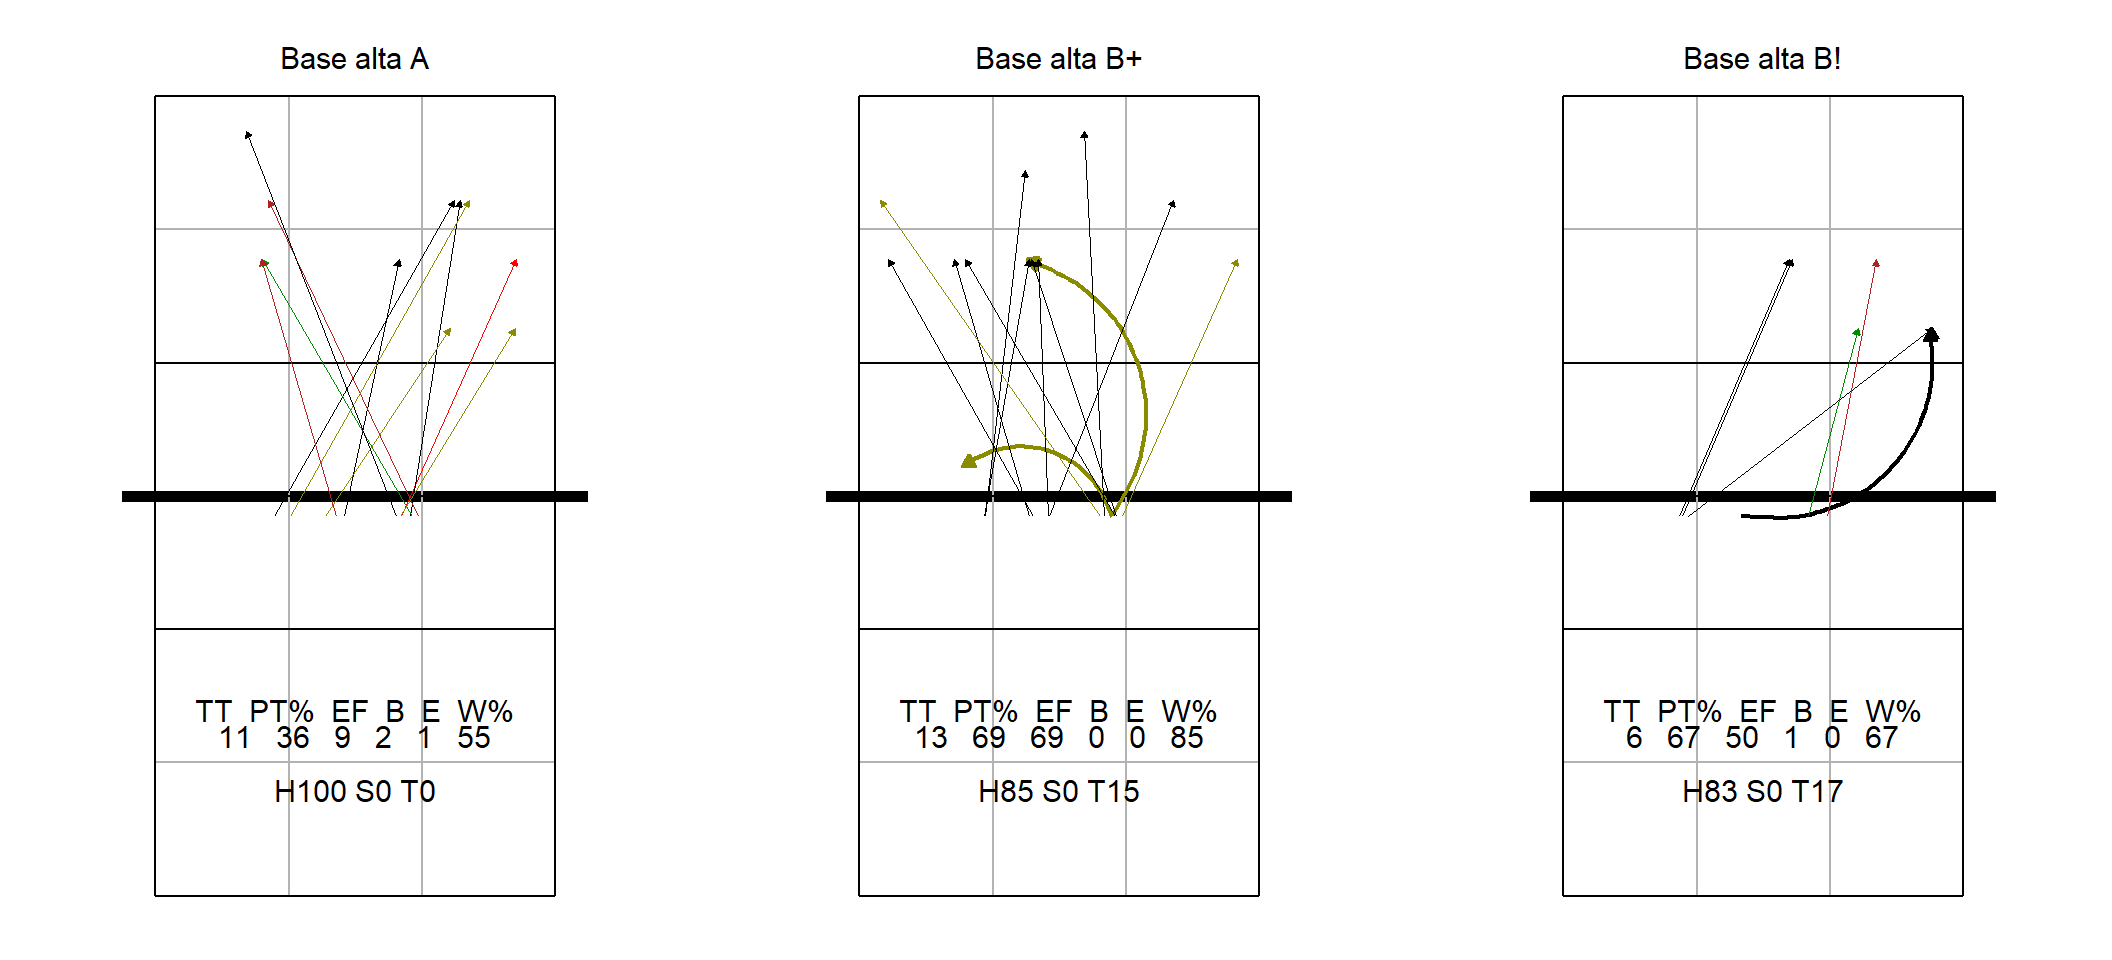 Base alta A
TT PT% EF B E W%
11 36 9 2 1 55
H100 S0 T0
Base alta B+
TT PT% EF B E W%
13 69 69 0 0 85
H85 S0 T15
Base alta B!
TT PT% EF B E W%
6 67 50 1 0 67
H83 S0 T17